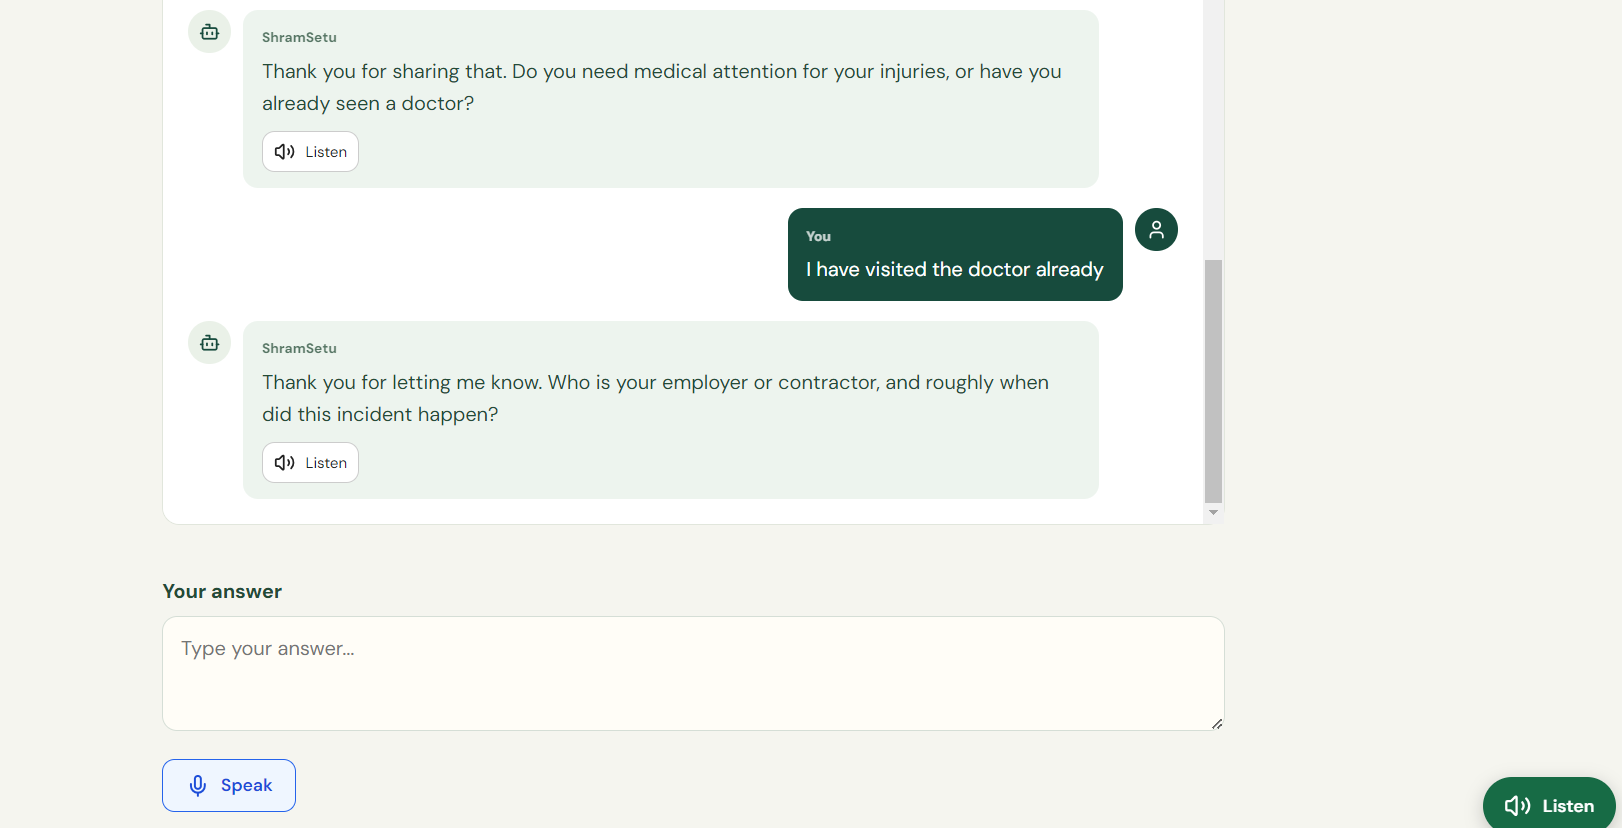 ShramSetu
Thank you for sharing that. Do you need medical attention for your injuries, or have you
already seen a doctor?
Listen
You
I have visited the doctor already
ShramSetu
Thank you for letting me know. Who is your employer or contractor, and roughly when
did this incident happen?
Listen
Your answer
Type your answer...
Speak
Listen